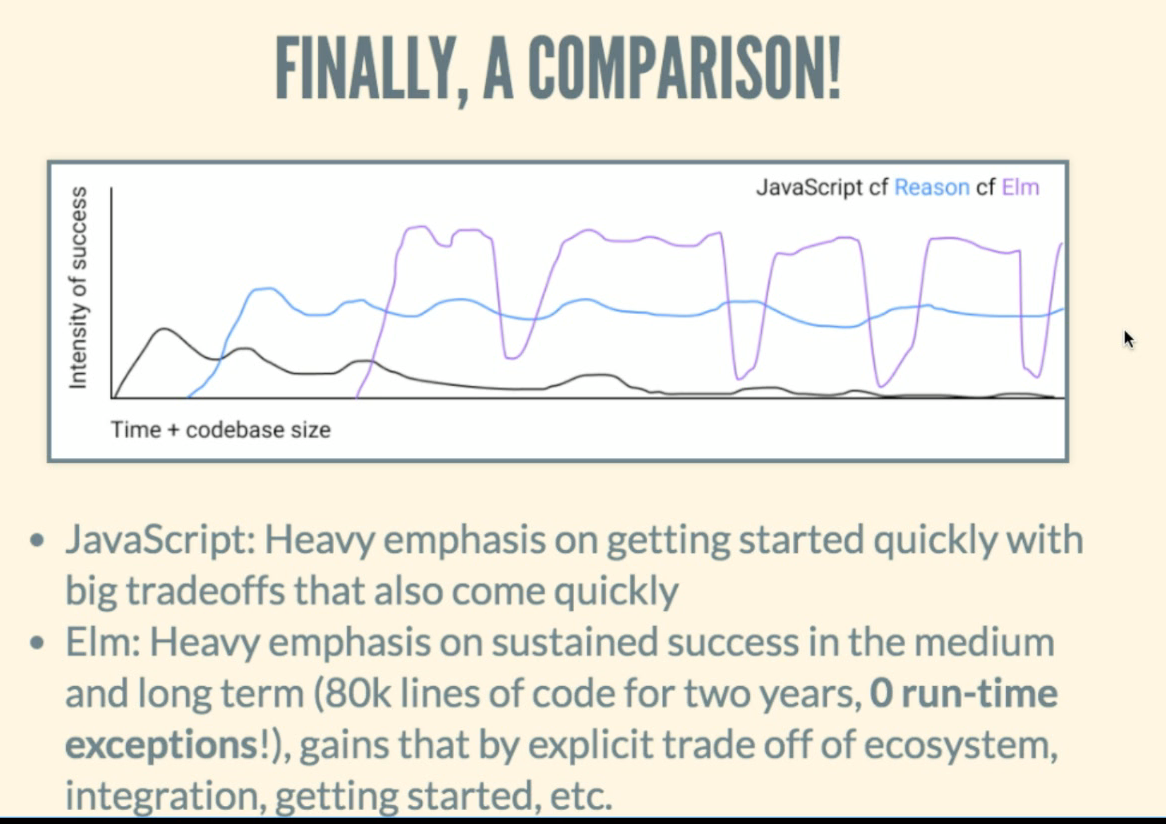 FINALLY, A COMPARISON!
JavaScript cf Reason cf Elm
Intensity of success
Time + codebase size
• JavaScript: Heavy emphasis on getting started quickly with
big tradeoffs that also come quickly
• Elm: Heavy emphasis on sustained success in the medium
and long term (80k lines of code for two years, 0 run-time
exceptions!), gains that by explicit trade off of ecosystem,
integration, getting started, etc.